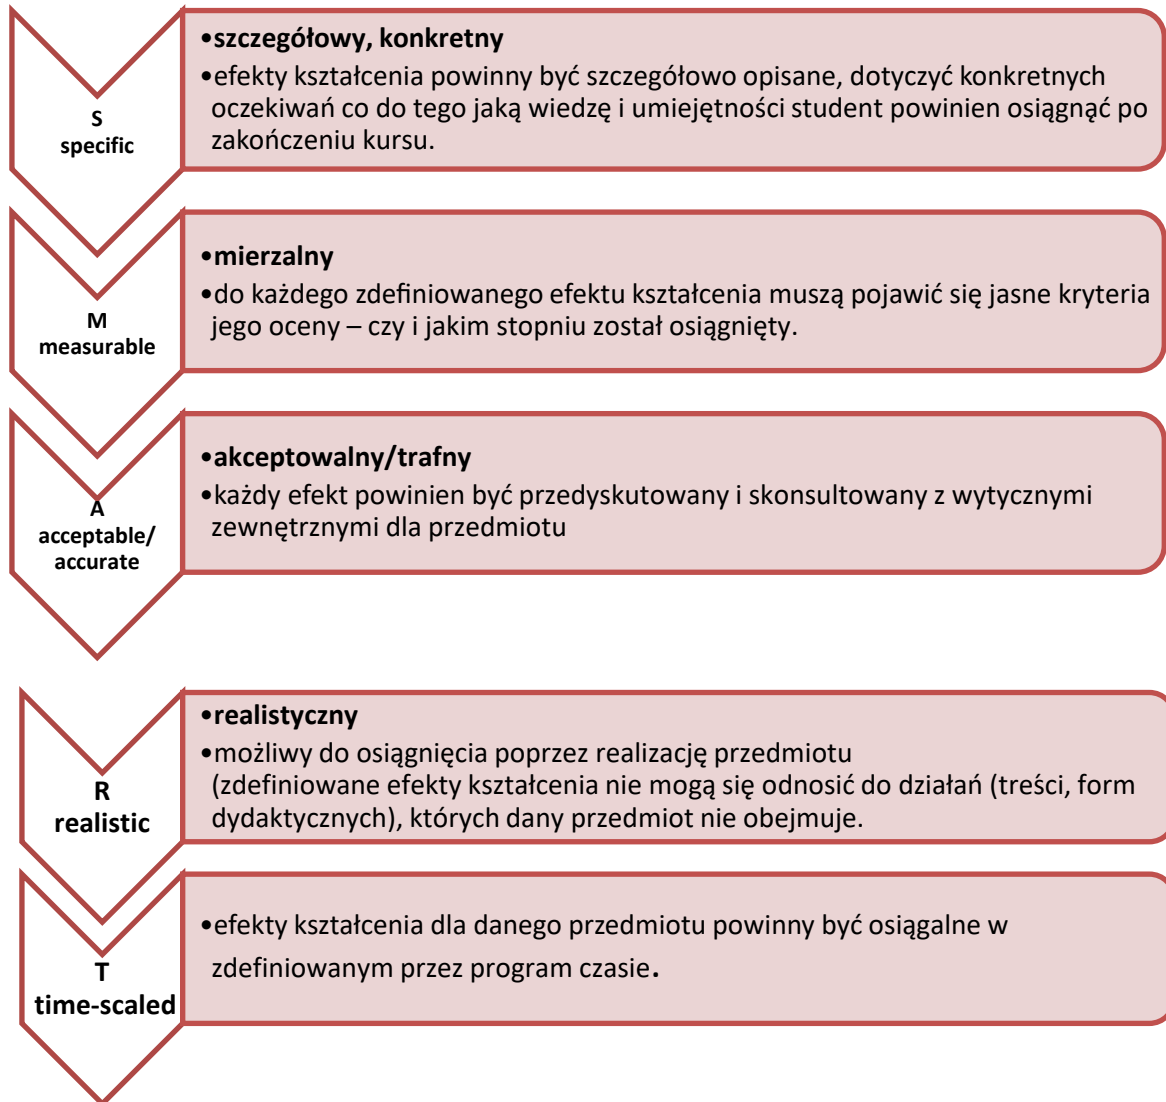 S
specific
•szczegółowy, konkretny
•efekty kształcenia powinny być szczegółowo opisane, dotyczyć konkretnych
oczekiwań co do tego jaką wiedzę i umiejętności student powinien osiągnąć po
zakończeniu kursu.
M
measurable
•mierzalny
•do każdego zdefiniowanego efektu kształcenia muszą pojawić się jasne kryteria
jego oceny – czy i jakim stopniu został osiągnięty.
A
acceptable/
accurate
•akceptowalny/trafny
•każdy efekt powinien być przedyskutowany i skonsultowany z wytycznymi
zewnętrznymi dla przedmiotu
R
realistic
•realistyczny
•możliwy do osiągnięcia poprzez realizację przedmiotu
(zdefiniowane efekty kształcenia nie mogą się odnosić do działań (treści, form
dydaktycznych), których dany przedmiot nie obejmuje.
T
time-scaled
•efekty kształcenia dla danego przedmiotu powinny być osiągalne w
zdefiniowanym przez program czasie.